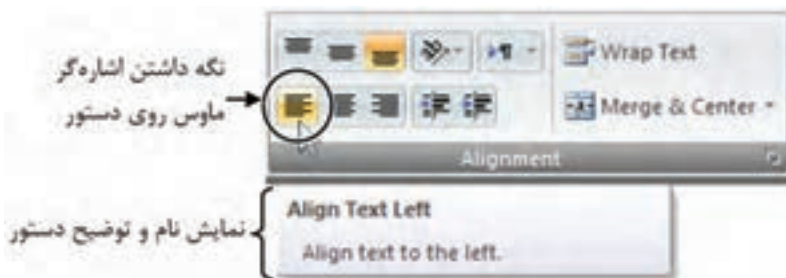 Wrap Text
نگه داشتن اشاره‌گر
ماوس روی دستور
Merge & Center
Alignment
Align Text Left
نمایش نام و توضیح دستور
Align text to the left.